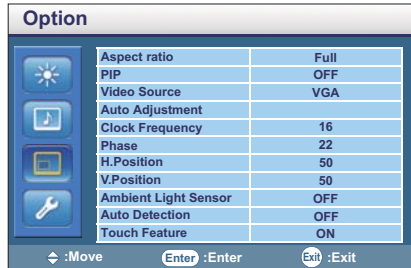 Option
Aspect ratio Full
PIP OFF
Video Source VGA
Auto Adjustment
Clock Frequency 16
Phase 22
H.Position 50
V.Position 50
Ambient Light Sensor OFF
Auto Detection OFF
Touch Feature ON
:Move Enter :Enter Exit :Exit